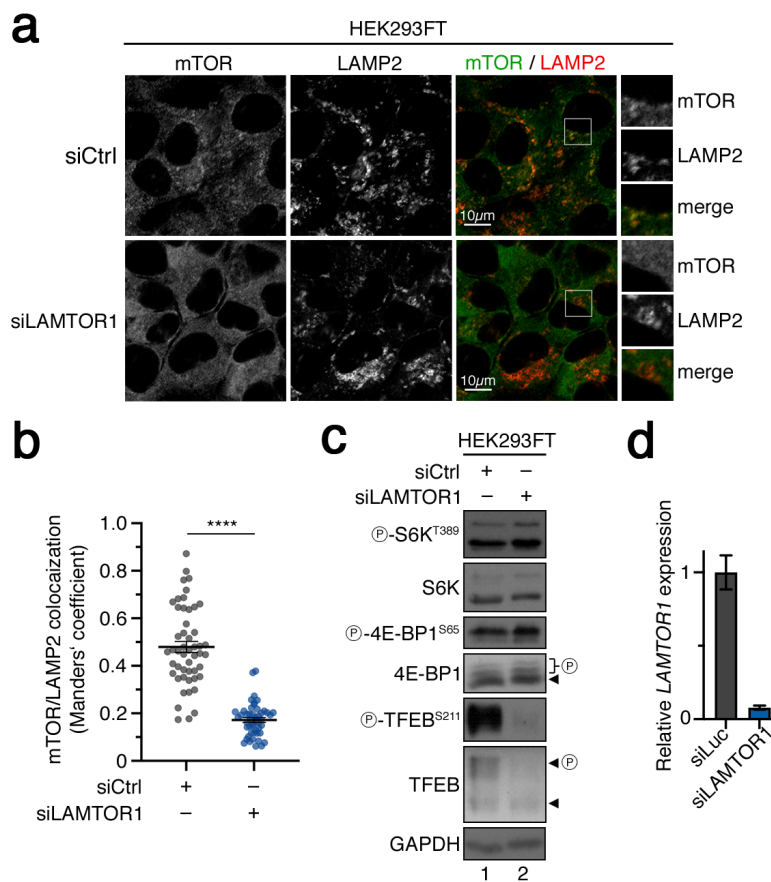 a
HEK293FT
mTOR LAMP2 mTOR / LAMP2
siCtrl
mTOR
LAMP2
merge
10µm
siLAMTOR1
mTOR
LAMP2
merge
10µm
b
mTOR/LAMP2 colocaization
(Manders' coefficient)
1.0
0.8
0.6
0.4
0.2
0
****
siCtrl + –
siLAMTOR1 – +
c
HEK293FT
siCtrl + –
siLAMTOR1 – +
Ⓟ-S6K^T389
S6K
Ⓟ-4E-BP1^S65
4E-BP1 Ⓟ
Ⓟ-TFEB^S211
TFEB Ⓟ
GAPDH
1 2
d
Relative LAMTOR1 expression
1
0
siLuc
siLAMTOR1